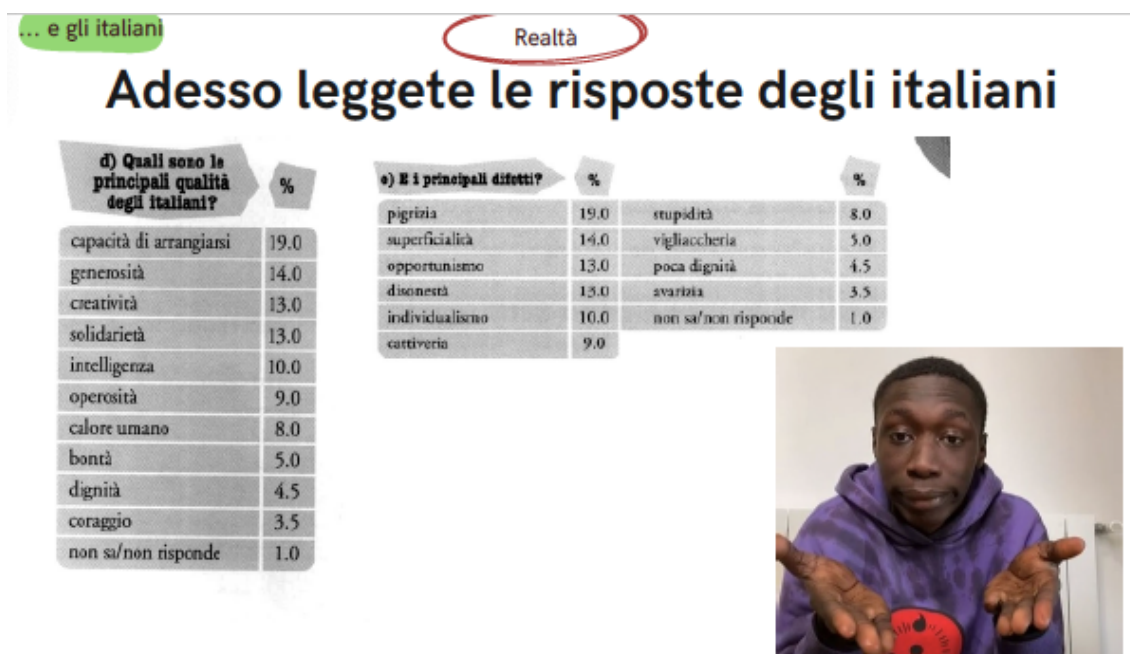 ... e gli italiani
Realtà
Adesso leggete le risposte degli italiani
d) Quali sono le
principali qualità
degli italiani?
%
capacità di arrangiarsi 19.0
generosità 14.0
creatività 13.0
solidarietà 13.0
intelligenza 10.0
operosità 9.0
calore umano 8.0
bontà 5.0
dignità 4.5
coraggio 3.5
non sa/non risponde 1.0
e) E i principali difetti? % %
pigrizia 19.0 stupidità 8.0
superficialità 14.0 vigliaccheria 5.0
opportunismo 13.0 poca dignità 4.5
disonestà 13.0 avarizia 3.5
individualismo 10.0 non sa/non risponde 1.0
cattiveria 9.0